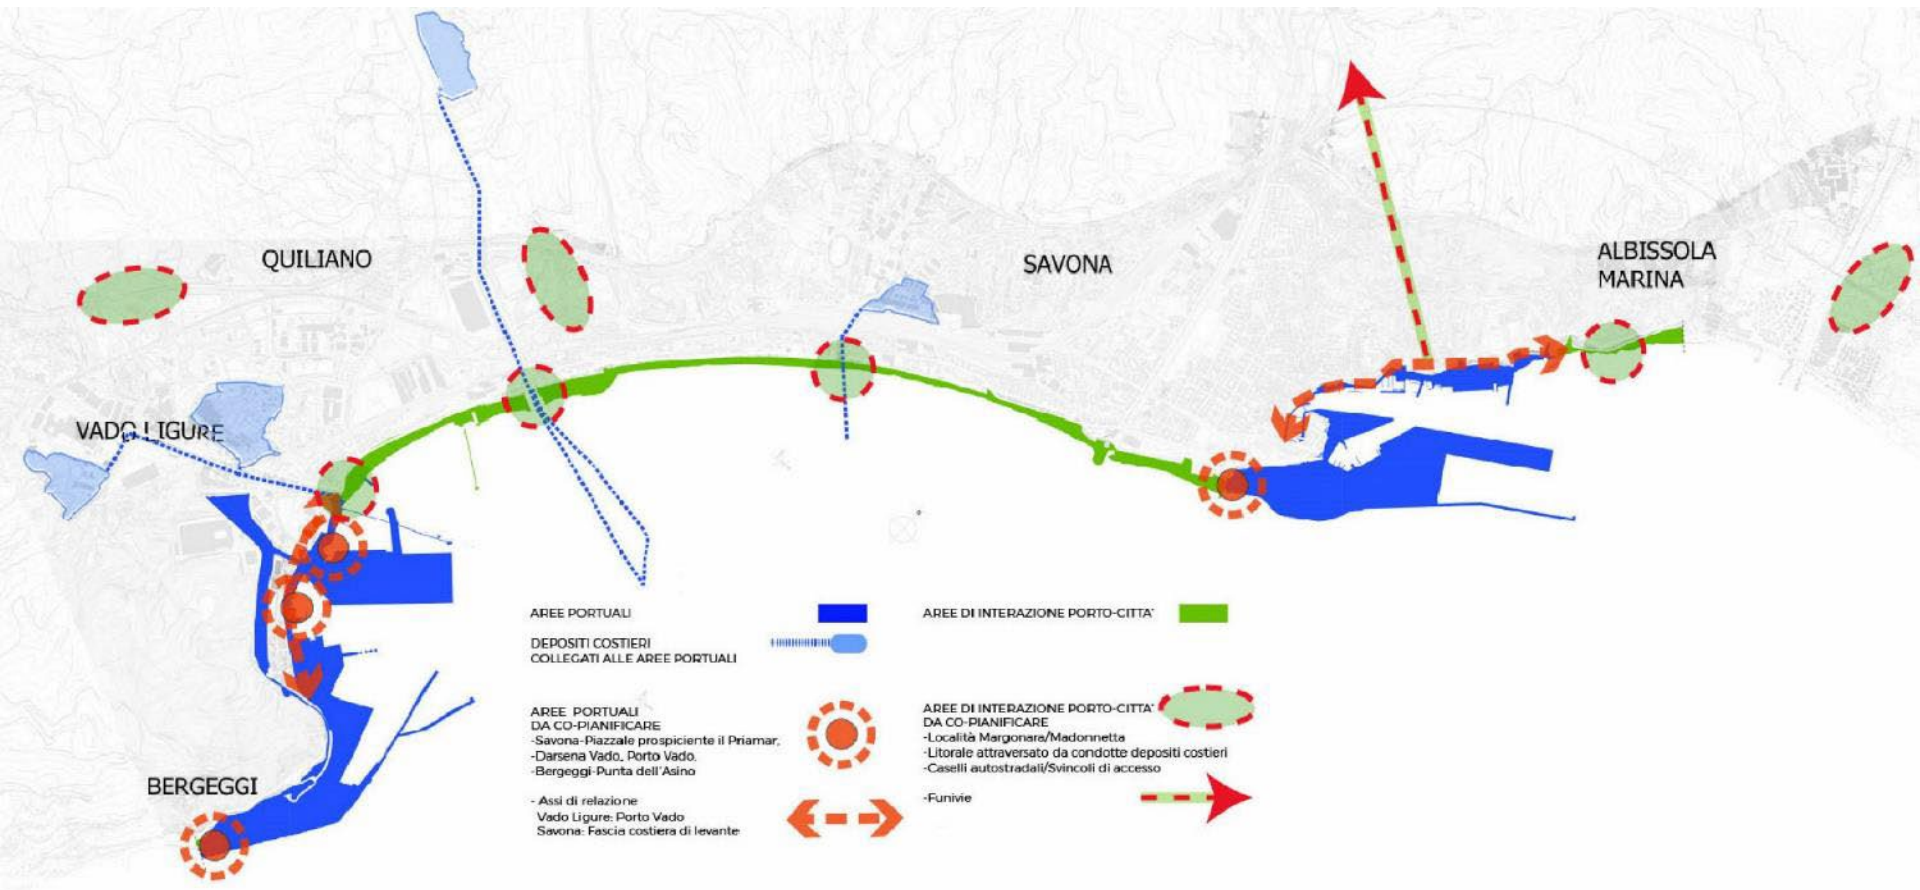 QUILIANO
SAVONA
ALBISSOLA
MARINA
VADO LIGURE
BERGEGGI
AREE PORTUALI
DEPOSITI COSTIERI
COLLEGATI ALLE AREE PORTUALI
AREE PORTUALI
DA CO-PIANIFICARE
-Savona-Piazzale prospiciente il Priamar,
-Darsena Vado, Porto Vado,
-Bergeggi-Punta dell'Asino
- Assi di relazione
Vado Ligure: Porto Vado
Savona: Fascia costiera di levante
AREE DI INTERAZIONE PORTO-CITTA'
AREE DI INTERAZIONE PORTO-CITTA'
DA CO-PIANIFICARE
-Località Margonara/Madonnetta
-Litorale attraversato da condotte depositi costieri
-Caselli autostradali/Svincoli di accesso
-Funivie